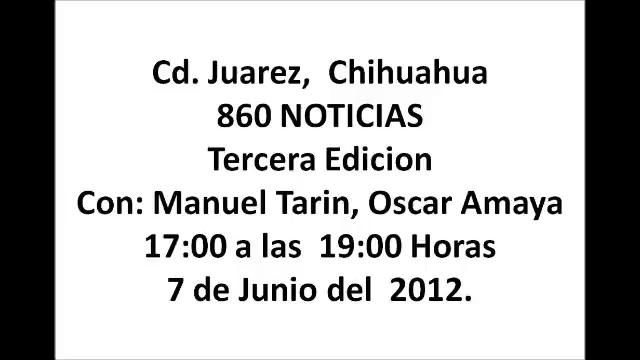 Cd. Juarez,  Chihuahua
860 NOTICIAS
Tercera Edicion
Con: Manuel Tarin, Oscar Amaya
17:00 a las  19:00 Horas
7 de Junio del  2012.